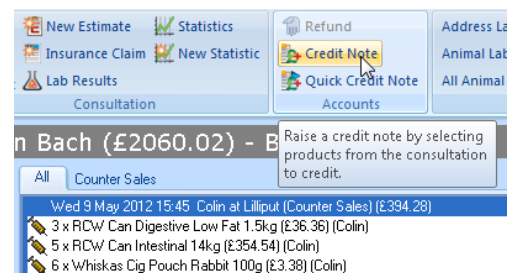 New Estimate Statistics Refund Address La
Insurance Claim New Statistic Credit Note Animal Lab
Lab Results Quick Credit Note All Animal
Consultation Accounts
n Bach (£2060.02) - B
Raise a credit note by selecting
products from the consultation
to credit.
All Counter Sales
Wed 9 May 2012 15:45 Colin at Lilliput (Counter Sales) (£394.28)
3 x RCW Can Digestive Low Fat 1.5kg (£36.36) (Colin)
5 x RCW Can Intestinal 14kg (£354.54) (Colin)
6 x Whiskas Cig Pouch Rabbit 100g (£3.38) (Colin)